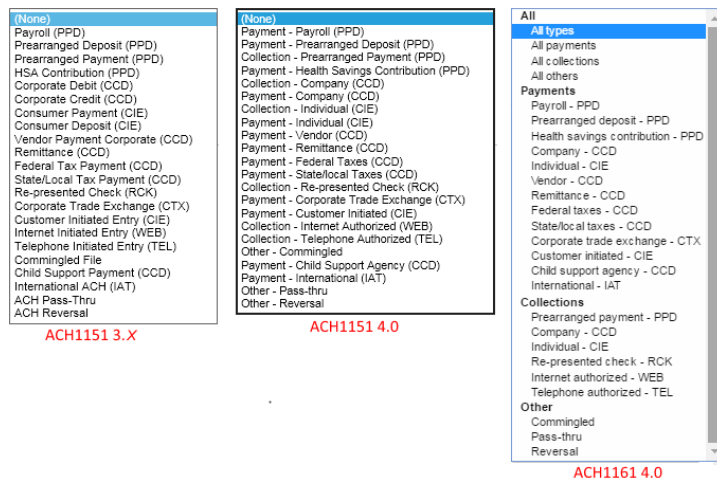 (None)
Payroll (PPD)
Prearranged Deposit (PPD)
Prearranged Payment (PPD)
HSA Contribution (PPD)
Corporate Debit (CCD)
Corporate Credit (CCD)
Consumer Payment (CIE)
Consumer Deposit (CIE)
Vendor Payment Corporate (CCD)
Remittance (CCD)
Federal Tax Payment (CCD)
State/Local Tax Payment (CCD)
Re-presented Check (RCK)
Corporate Trade Exchange (CTX)
Customer Initiated Entry (CIE)
Internet Initiated Entry (WEB)
Telephone Initiated Entry (TEL)
Commingled File
Child Support Payment (CCD)
International ACH (IAT)
ACH Pass-Thru
ACH Reversal
ACH1151 3.X
(None)
Payment - Payroll (PPD)
Payment - Prearranged Deposit (PPD)
Collection - Prearranged Payment (PPD)
Payment - Health Savings Contribution (PPD)
Collection - Company (CCD)
Payment - Company (CCD)
Collection - Individual (CIE)
Payment - Individual (CIE)
Payment - Vendor (CCD)
Payment - Remittance (CCD)
Payment - Federal Taxes (CCD)
Payment - State/local Taxes (CCD)
Collection - Re-presented Check (RCK)
Payment - Corporate Trade Exchange (CTX)
Payment - Customer Initiated (CIE)
Collection - Internet Authorized (WEB)
Collection - Telephone Authorized (TEL)
Other - Commingled
Payment - Child Support Agency (CCD)
Payment - International (IAT)
Other - Pass-thru
Other - Reversal
ACH1151 4.0
All
All types
All payments
All collections
All others
Payments
Payroll - PPD
Prearranged deposit - PPD
Health savings contribution - PPD
Company - CCD
Individual - CIE
Vendor - CCD
Remittance - CCD
Federal taxes - CCD
State/local taxes - CCD
Corporate trade exchange - CTX
Customer initiated - CIE
Child support agency - CCD
International - IAT
Collections
Prearranged payment - PPD
Company - CCD
Individual - CIE
Re-presented check - RCK
Internet authorized - WEB
Telephone authorized - TEL
Other
Commingled
Pass-thru
Reversal
ACH1161 4.0